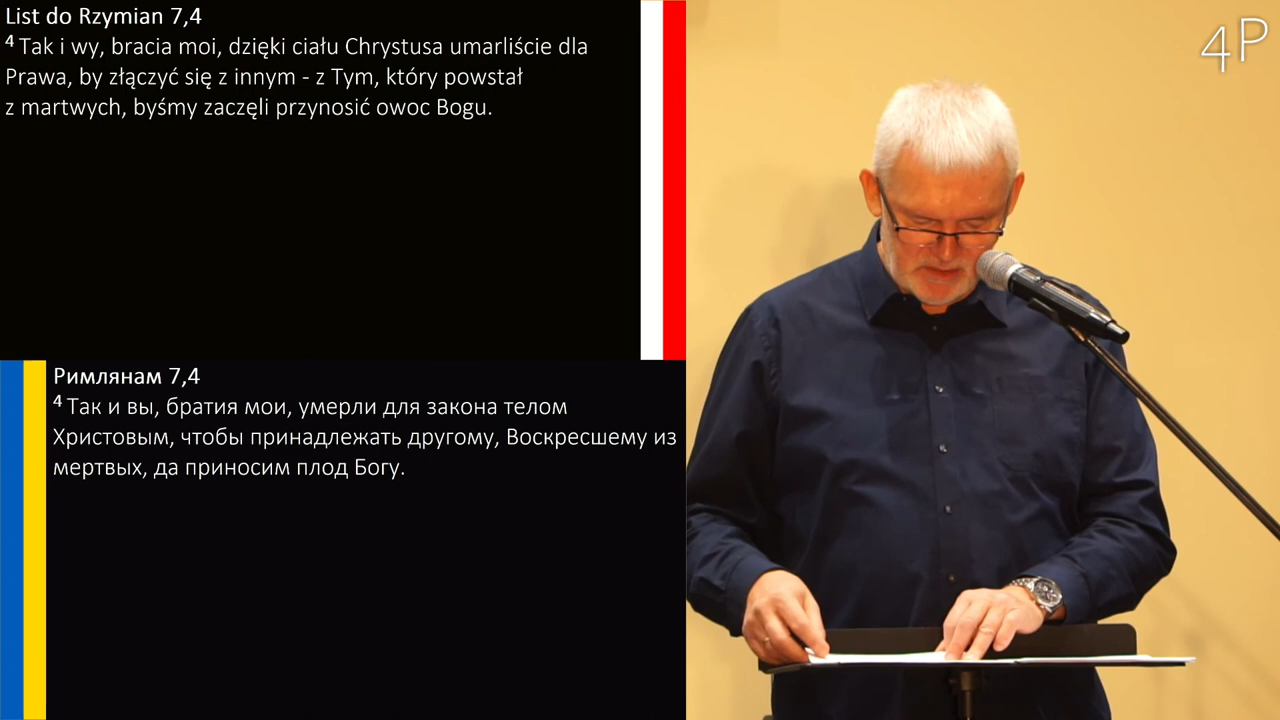 List do Rzymian 7,4
4 Tak i wy, bracia moi, dzięki ciału Chrystusa umarliście dla
Prawa, by złączyć się z innym - z Tym, który powstał
z martwych, byśmy zaczęli przynosić owoc Bogu.
Римлянам 7,4
4 Так и вы, братия мои, умерли для закона телом
Христовым, чтобы принадлежать другому, Воскресшему из
мертвых, да приносим плод Богу.
4P